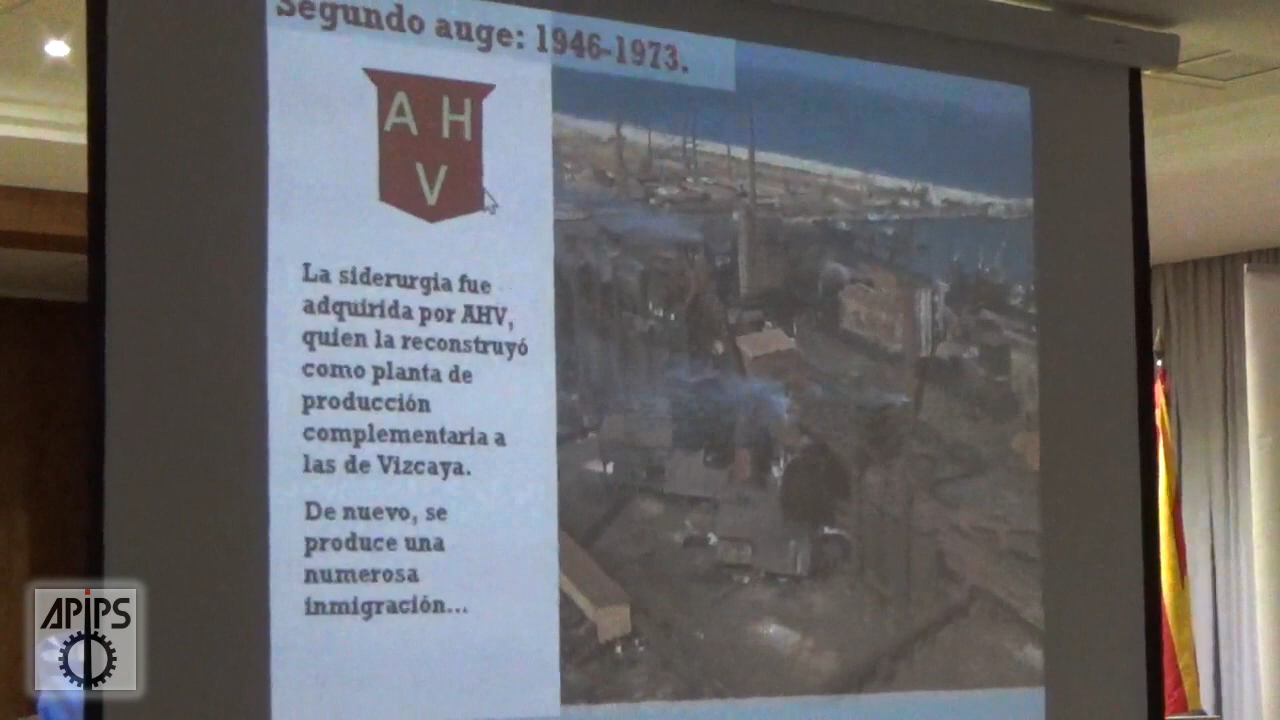 Segundo auge: 1946-1973.
A H
V
La siderurgia fue
adquirida por AHV,
quien la reconstruyó
como planta de
producción
complementaria a
las de Vizcaya.
De nuevo, se
produce una
numerosa
inmigración...
APIPS